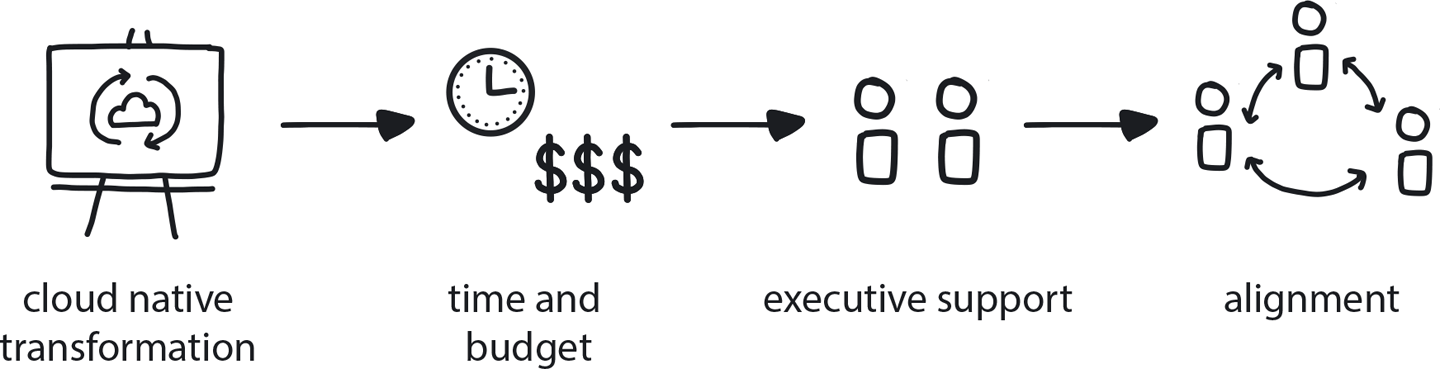 $$$
cloud native
transformation
time and
budget
executive support
alignment